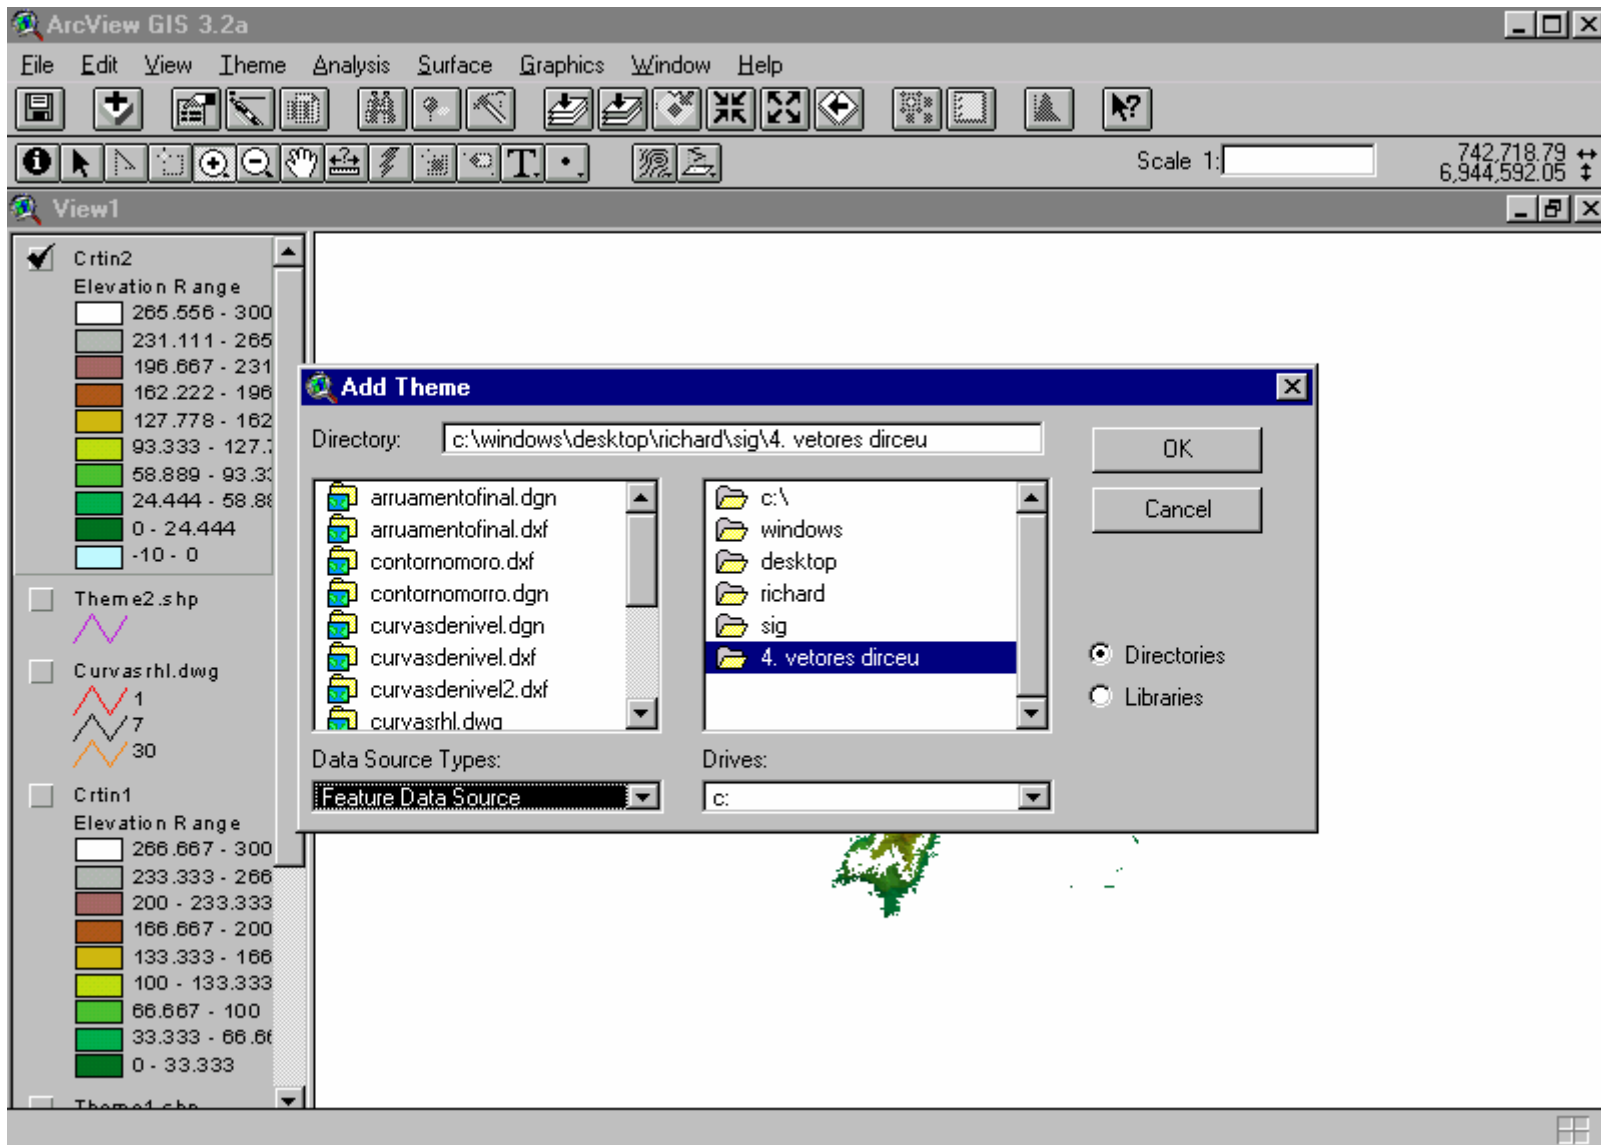 ArcView GIS 3.2a
File Edit View Theme Analysis Surface Graphics Window Help
Scale 1:
742,718.79
6,944,592.05
View1
Crtin2
Elevation Range
265.556 - 300
231.111 - 265
196.667 - 231
162.222 - 196
127.778 - 162
93.333 - 127.
58.889 - 93.33
24.444 - 58.88
0 - 24.444
-10 - 0
Theme2.shp
Curvasrhl.dwg
1
7
30
Crtin1
Elevation Range
266.667 - 300
233.333 - 266
200 - 233.333
166.667 - 200
133.333 - 166
100 - 133.333
66.667 - 100
33.333 - 66.66
0 - 33.333
Theme1.shp
Add Theme
Directory: c:\windows\desktop\richard\sig\4. vetores dirceu
arruamentofinal.dgn
arruamentofinal.dxf
contornomoro.dxf
contornomorro.dgn
curvasdenivel.dgn
curvasdenivel.dxf
curvasdenivel2.dxf
curvasrhl.dwg
c:\
windows
desktop
richard
sig
4. vetores dirceu
OK
Cancel
Directories
Libraries
Data Source Types:
Feature Data Source
Drives:
c: